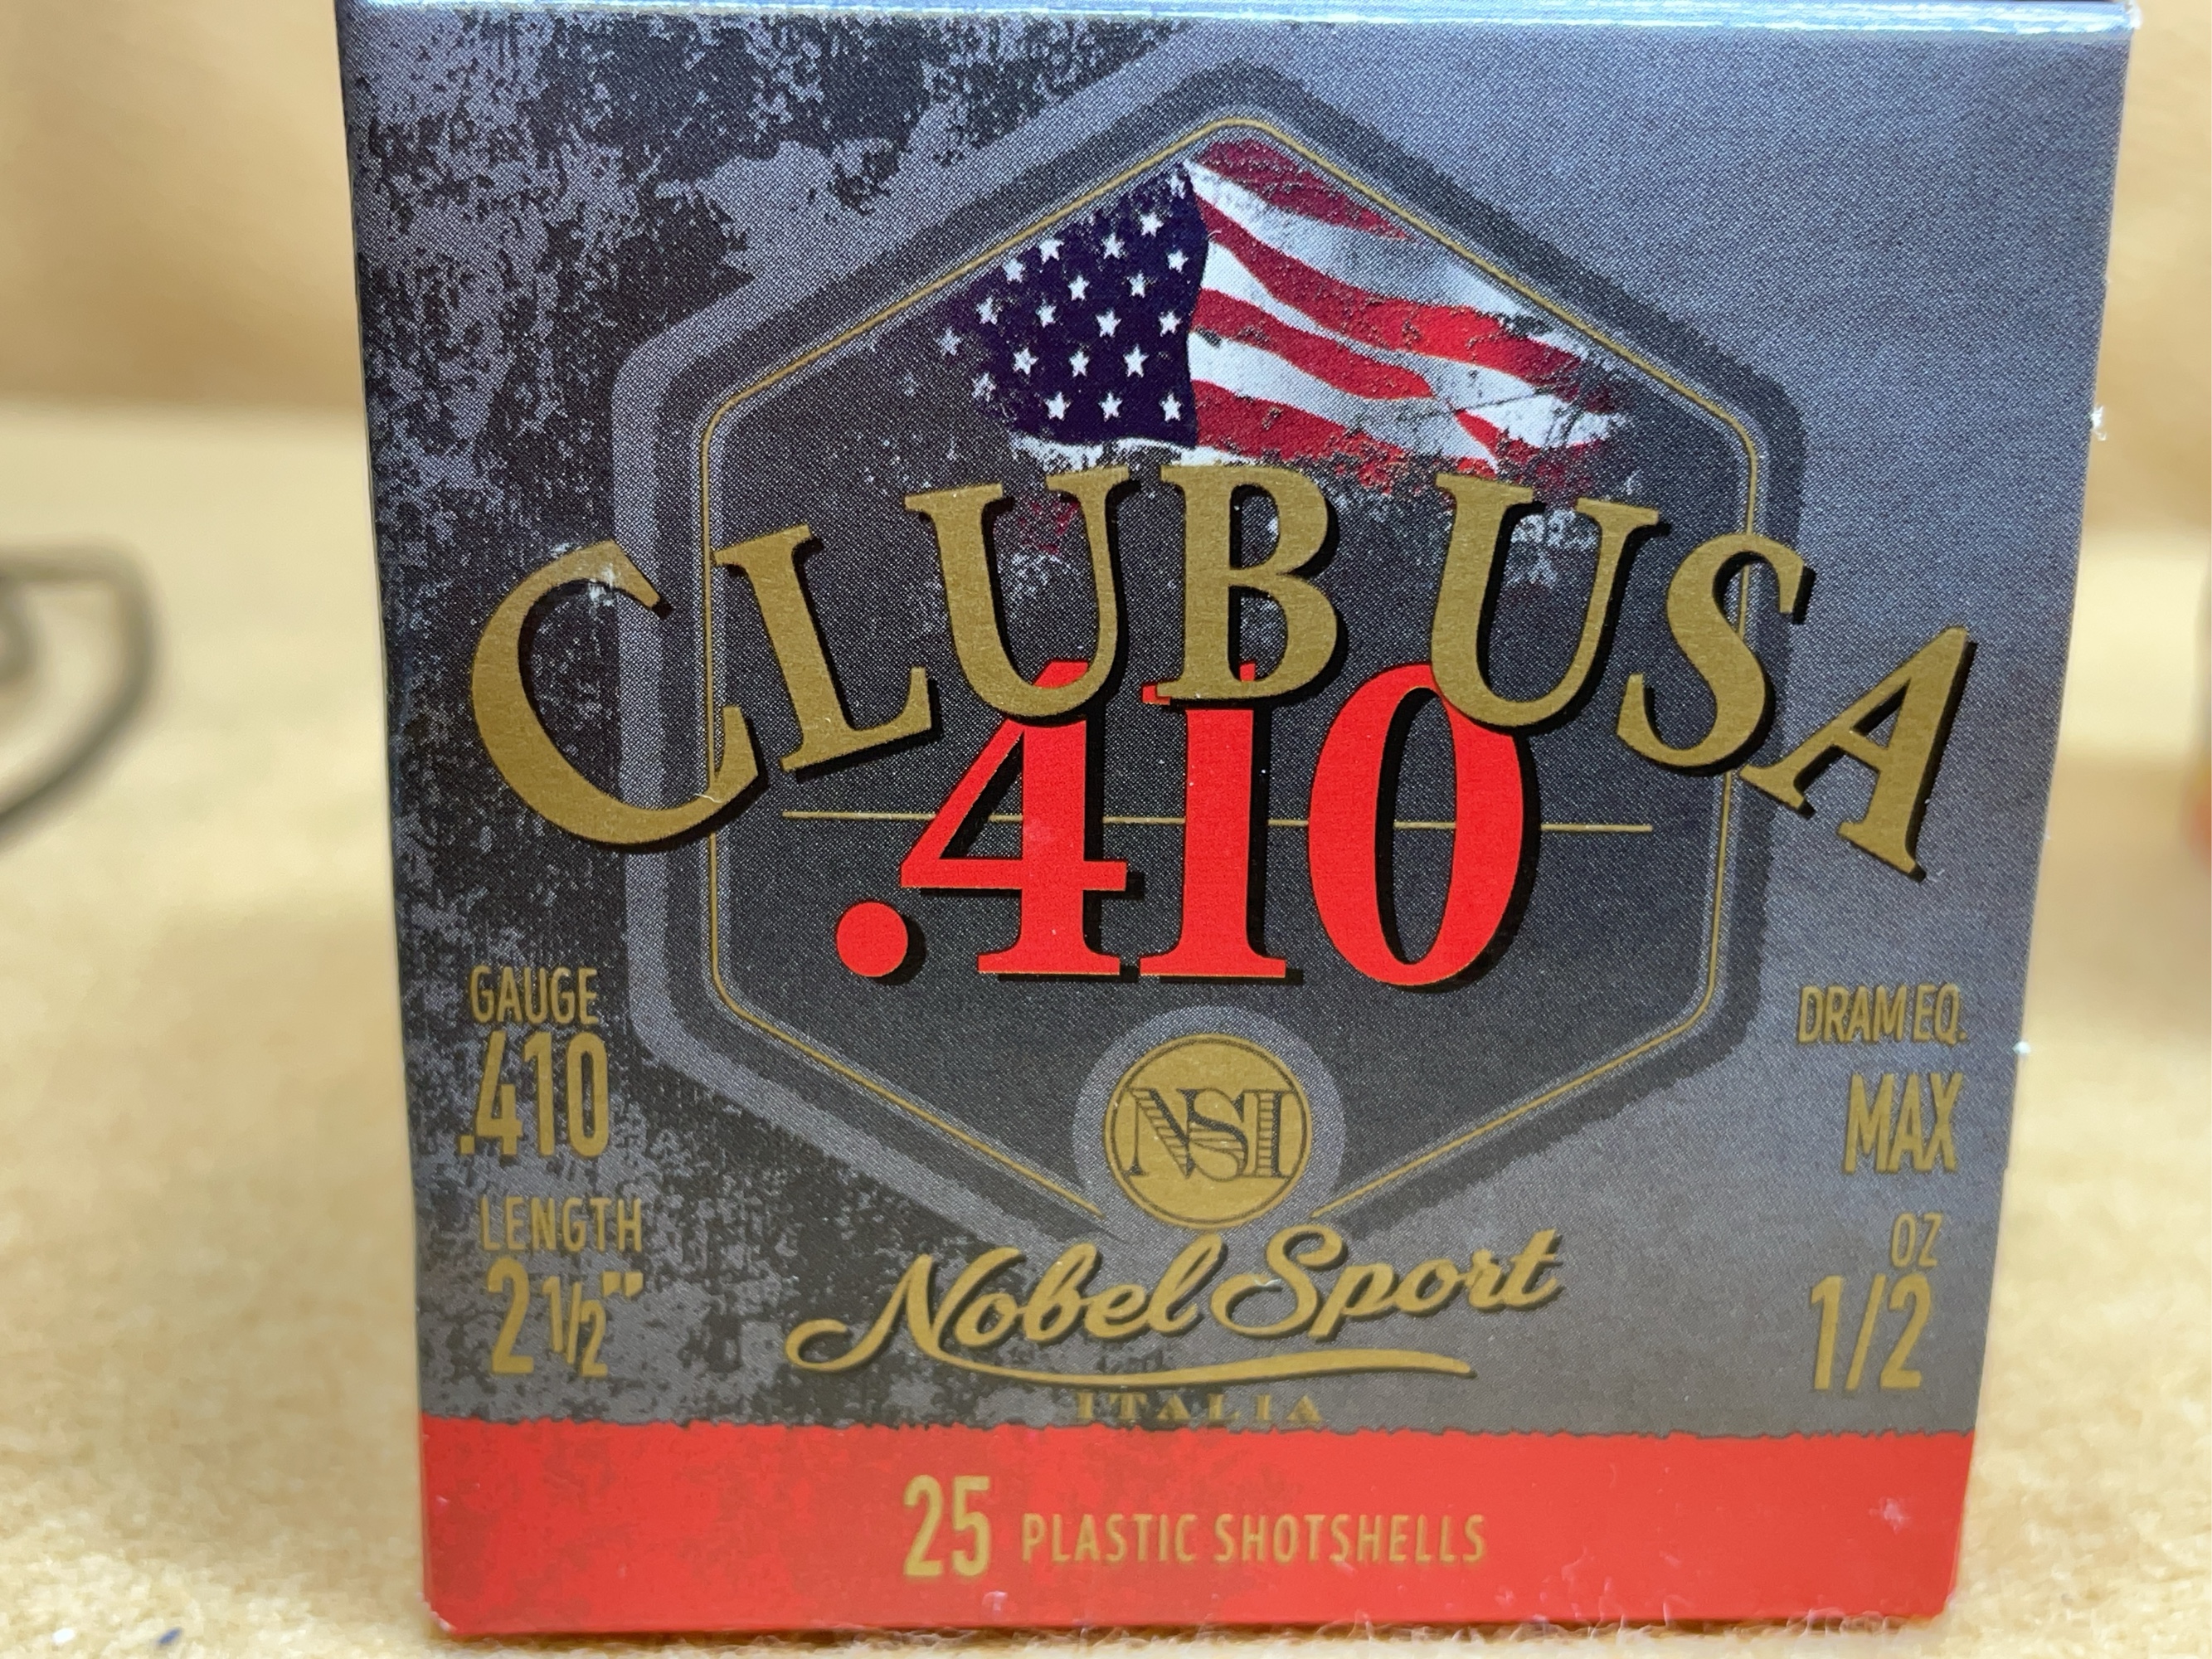 CLUB USA
.410
GAUGE
.410
LENGTH
2 1/2"
DRAM EQ.
MAX
OZ
1/2
NSI
Nobel Sport
ITALIA
25 PLASTIC SHOTSHELLS